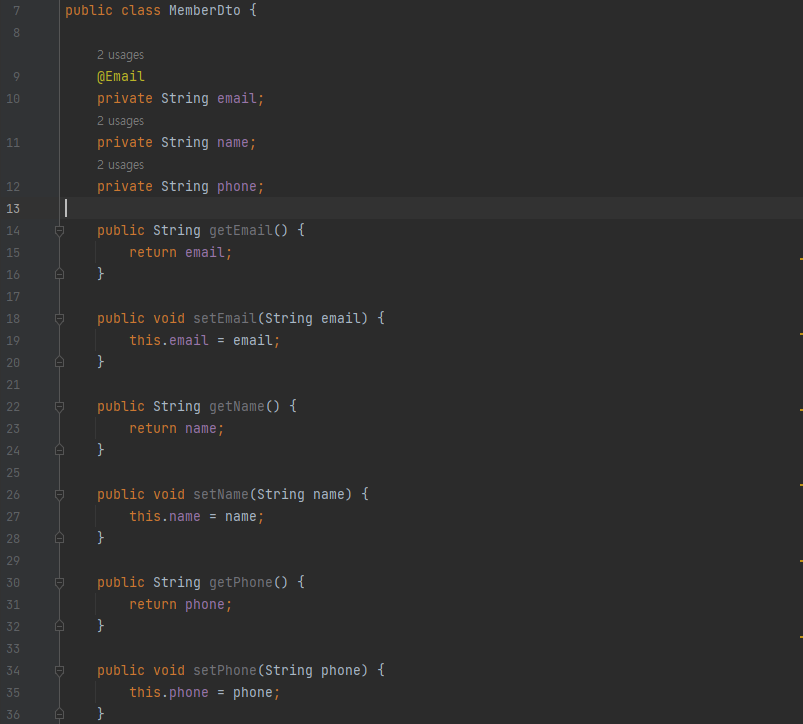 7 public class MemberDto {
8
2 usages
9 @Email
10 private String email;
2 usages
11 private String name;
2 usages
12 private String phone;
13
14 public String getEmail() {
15 return email;
16 }
17
18 public void setEmail(String email) {
19 this.email = email;
20 }
21
22 public String getName() {
23 return name;
24 }
25
26 public void setName(String name) {
27 this.name = name;
28 }
29
30 public String getPhone() {
31 return phone;
32 }
33
34 public void setPhone(String phone) {
35 this.phone = phone;
36 }